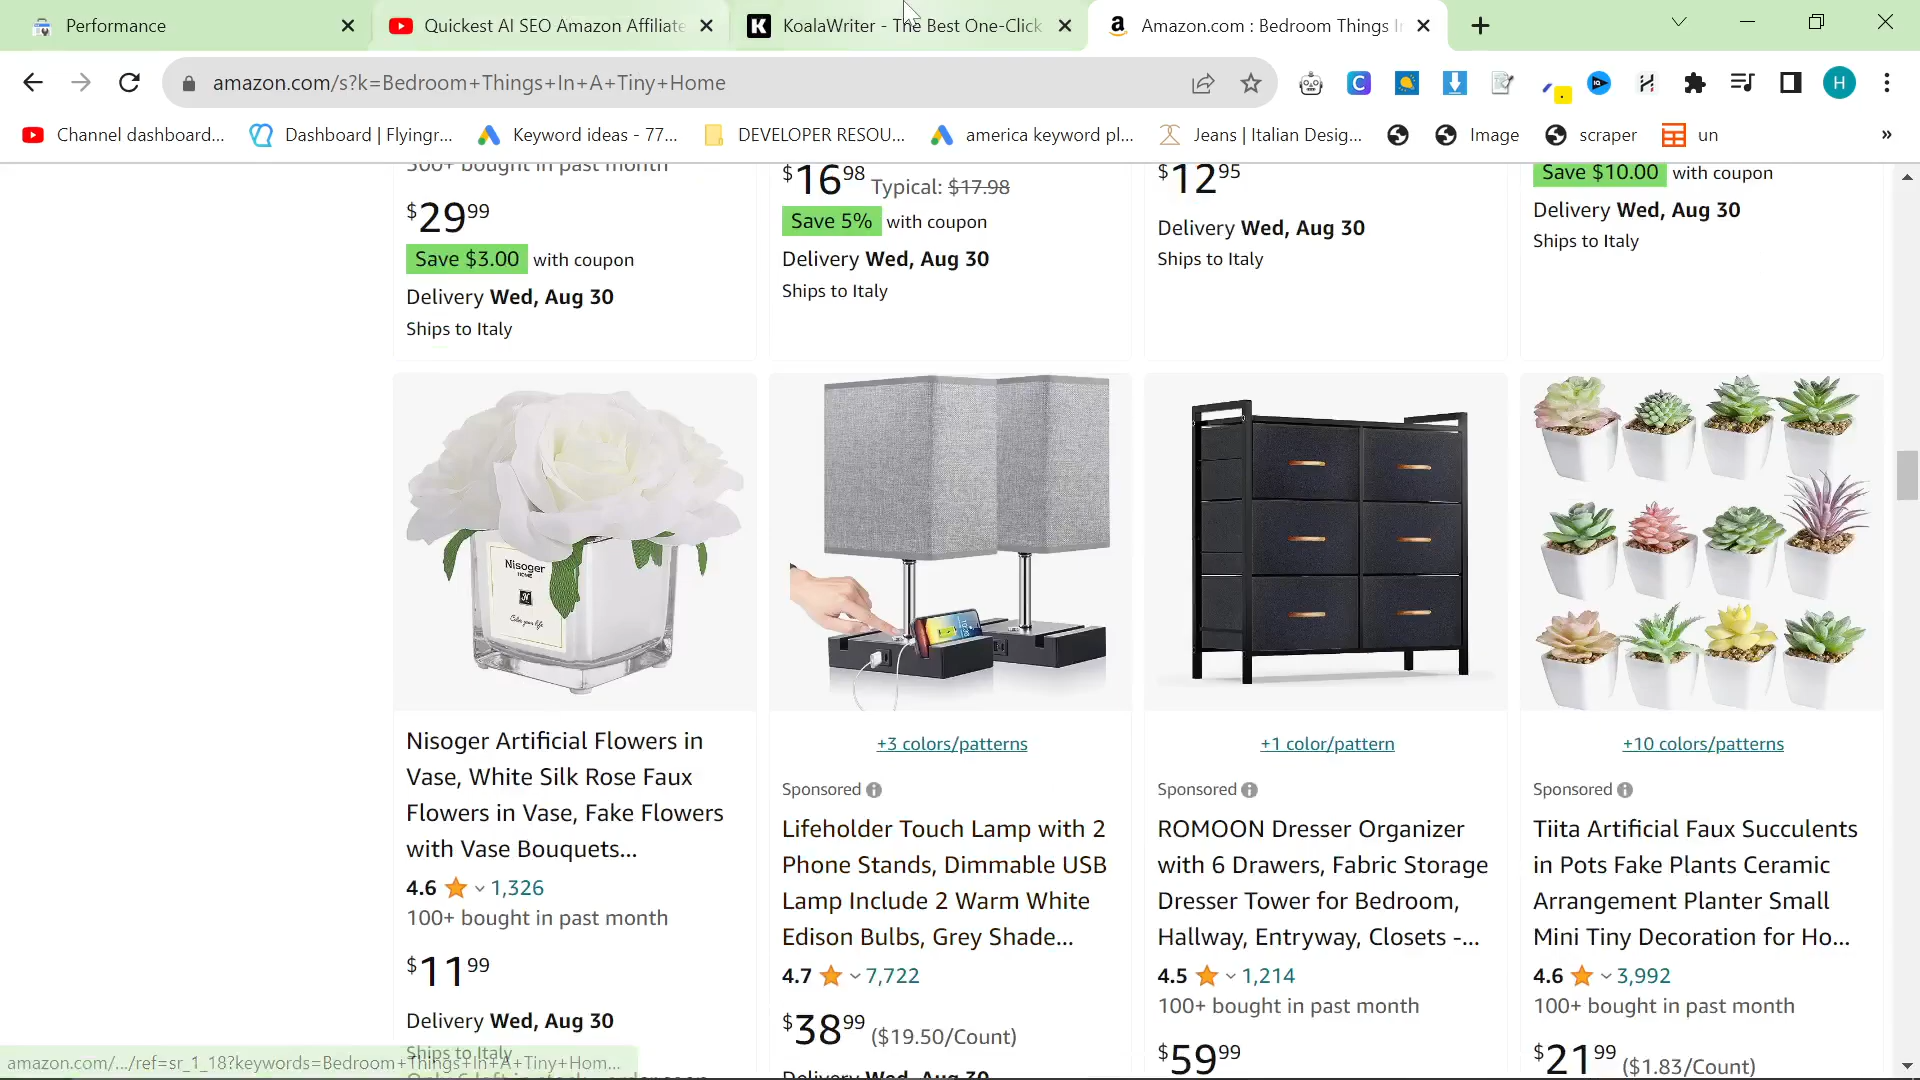 Performance
Quickest AI SEO Amazon Affiliate
KoalaWriter - The Best One-Click
Amazon.com : Bedroom Things I
amazon.com/s?k=Bedroom+Things+In+A+Tiny+Home
Channel dashboard...
Dashboard | Flyingr...
Keyword ideas - 77...
DEVELOPER RESOU...
america keyword pl...
Jeans | Italian Desig...
Image
scraper
un
»
300+ bought in past month
$29.99
Save $3.00 with coupon
Delivery Wed, Aug 30
Ships to Italy
$16.98 Typical: $17.98
Save 5% with coupon
Delivery Wed, Aug 30
Ships to Italy
$12.95
Delivery Wed, Aug 30
Ships to Italy
Save $10.00 with coupon
Delivery Wed, Aug 30
Ships to Italy
Nisoger
HOME
N
Color your life
Nisoger Artificial Flowers in
Vase, White Silk Rose Faux
Flowers in Vase, Fake Flowers
with Vase Bouquets...
4.6 1,326
100+ bought in past month
$11.99
Delivery Wed, Aug 30
Ships to Italy
+3 colors/patterns
Sponsored
Lifeholder Touch Lamp with 2
Phone Stands, Dimmable USB
Lamp Include 2 Warm White
Edison Bulbs, Grey Shade...
4.7 7,722
$38.99 ($19.50/Count)
Delivery Wed, Aug 30
+1 color/pattern
Sponsored
ROMOON Dresser Organizer
with 6 Drawers, Fabric Storage
Dresser Tower for Bedroom,
Hallway, Entryway, Closets -...
4.5 1,214
100+ bought in past month
$59.99
+10 colors/patterns
Sponsored
Tiita Artificial Faux Succulents
in Pots Fake Plants Ceramic
Arrangement Planter Small
Mini Tiny Decoration for Ho...
4.6 3,992
100+ bought in past month
$21.99 ($1.83/Count)
amazon.com/.../ref=sr_1_18?keywords=Bedroom+Things+In+A+Tiny+Hom...